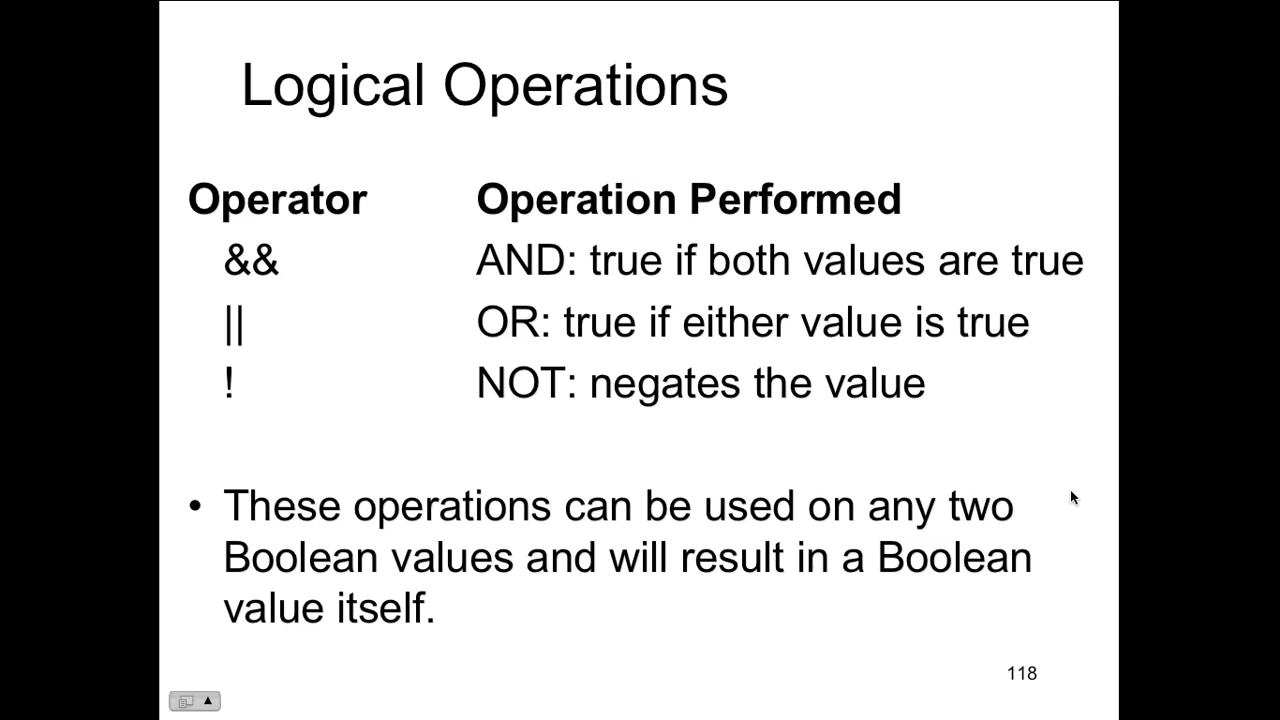 Logical Operations
Operator Operation Performed
&& AND: true if both values are true
|| OR: true if either value is true
! NOT: negates the value
• These operations can be used on any two
Boolean values and will result in a Boolean
value itself.
118